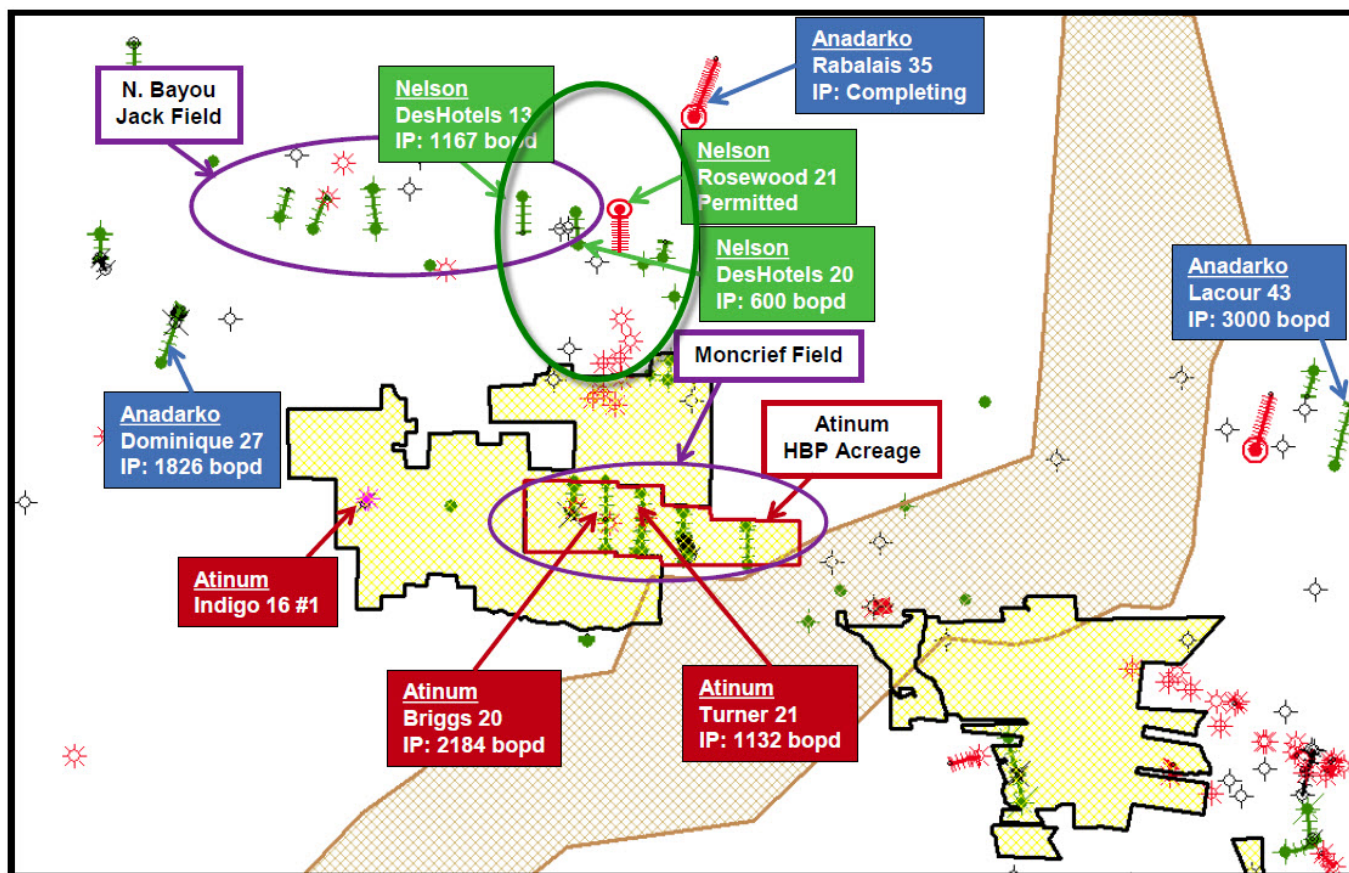 Anadarko
Rabalais 35
IP: Completing
N. Bayou
Jack Field
Nelson
DesHotels 13
IP: 1167 bopd
Nelson
Rosewood 21
Permitted
Nelson
DesHotels 20
IP: 600 bopd
Anadarko
Lacour 43
IP: 3000 bopd
Moncrief Field
Anadarko
Dominique 27
IP: 1826 bopd
Atinum
HBP Acreage
Atinum
Indigo 16 #1
Atinum
Briggs 20
IP: 2184 bopd
Atinum
Turner 21
IP: 1132 bopd